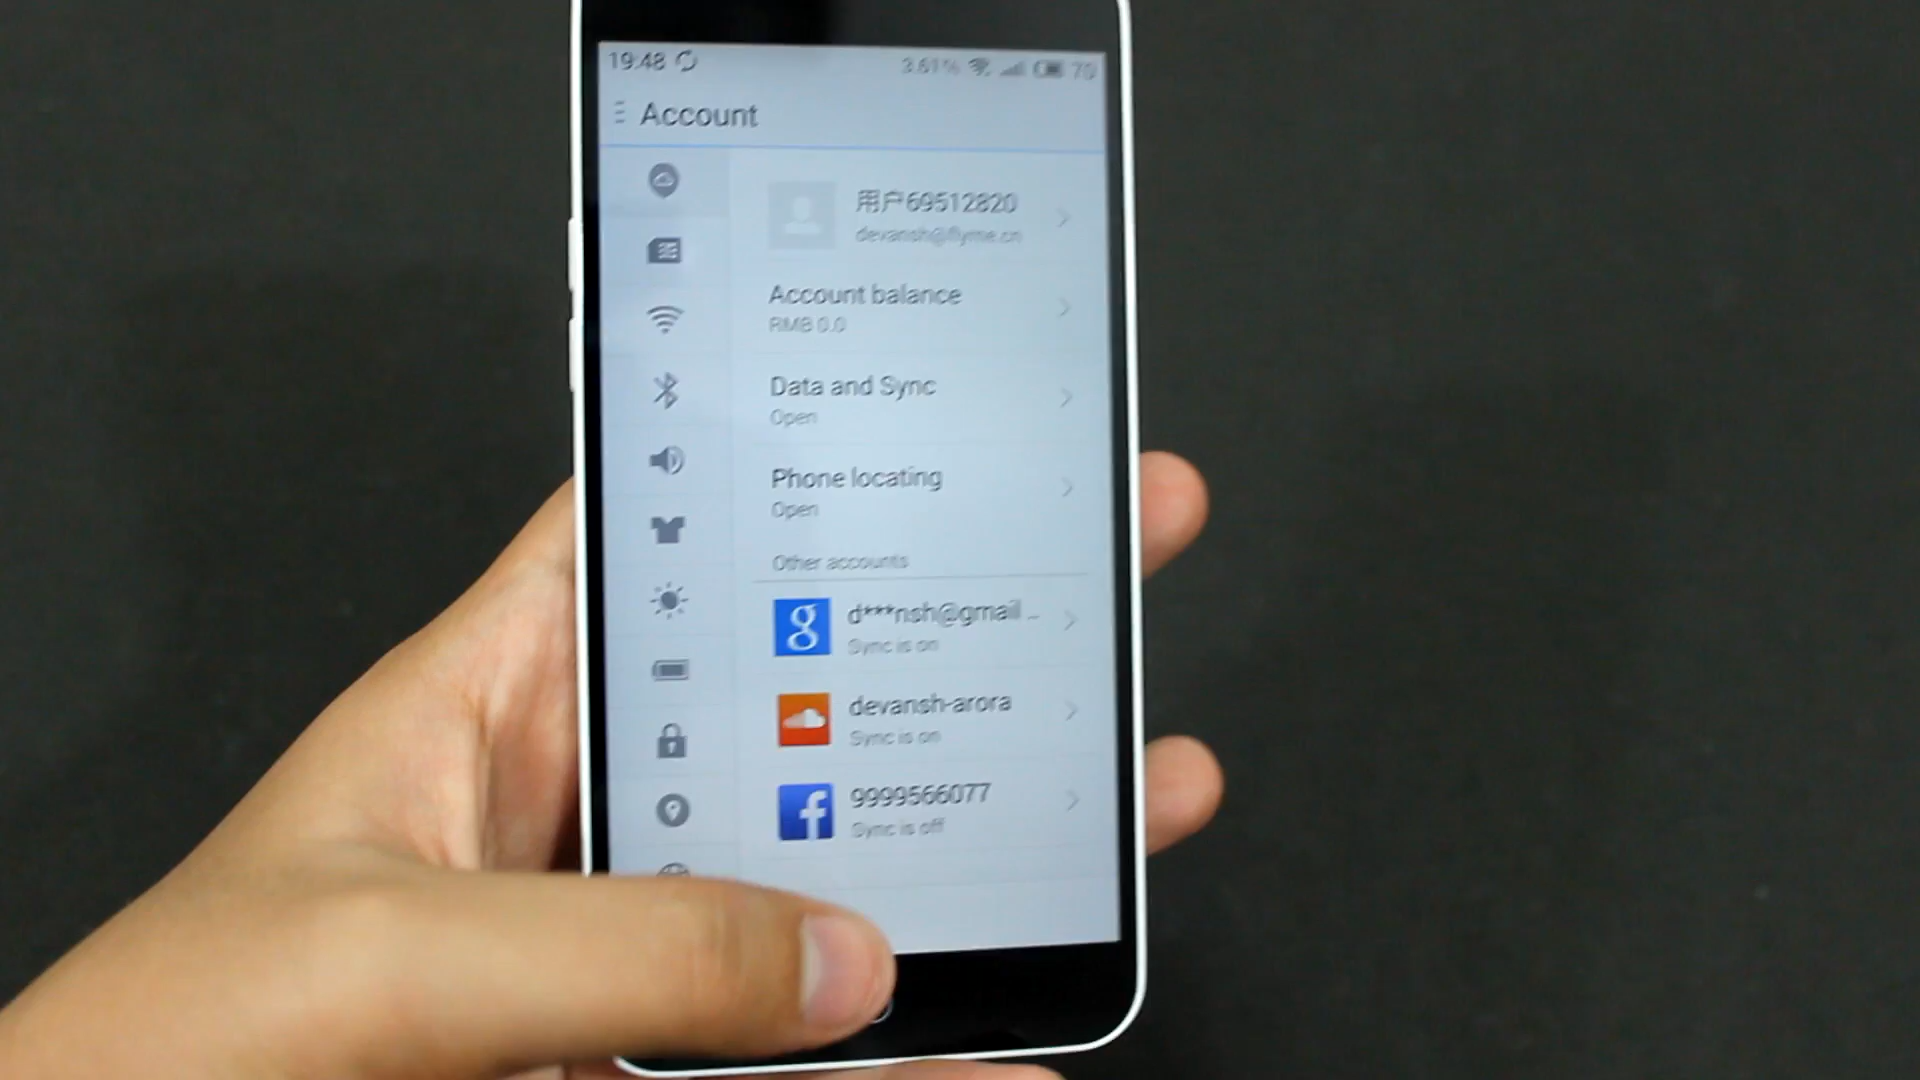 19:48 3.61% 70
Account
用户69512820
devansh@flyme.cn
Account balance
RMB 0.0
Data and Sync
Open
Phone locating
Open
Other accounts
d***nsh@gmail ..
Sync is on
devansh-arora
Sync is on
9999566077
Sync is off